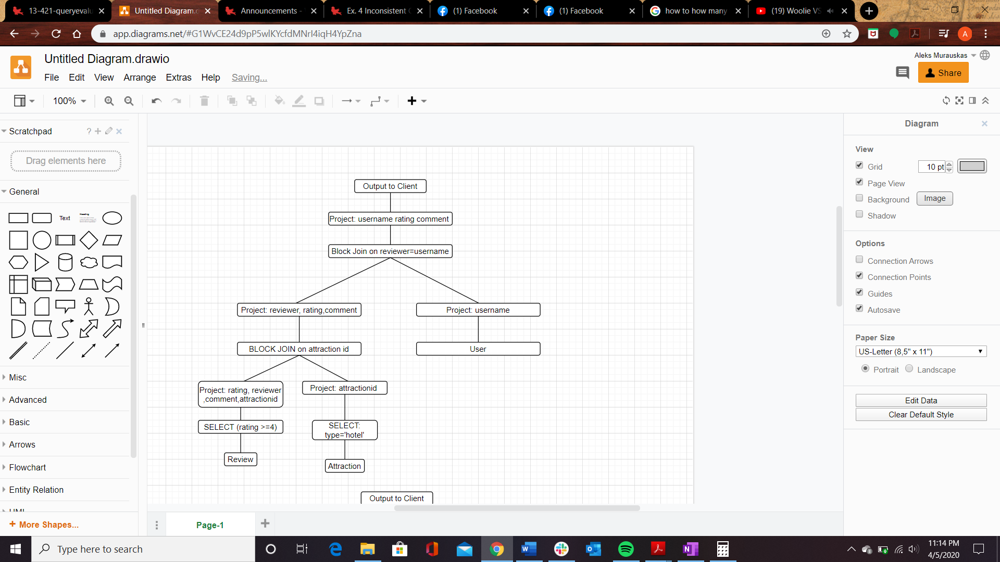 13-421-queryevalu
Untitled Diagram.d
Announcements -
Ex. 4 Inconsistent
(1) Facebook
(1) Facebook
how to how many
(19) Woolie VS
app.diagrams.net/#G1WvCE24d9pP5wlKYcfdMNrI4iqH4YpZna
A
Untitled Diagram.drawio
Aleks Murauskas
File Edit View Arrange Extras Help Saving...
Share
100%
Scratchpad
?
Drag elements here
General
Text
Heading
Misc
Advanced
Basic
Arrows
Flowchart
Entity Relation
UML
+ More Shapes...
Output to Client
Project: username rating comment
Block Join on reviewer=username
Project: reviewer, rating,comment
Project: username
BLOCK JOIN on attraction id
User
Project: rating, reviewer
,comment,attractionid
Project: attractionid
SELECT (rating >=4)
SELECT:
type='hotel'
Review
Attraction
Output to Client
Page-1
Diagram
View
Grid
10 pt
Page View
Background
Image
Shadow
Options
Connection Arrows
Connection Points
Guides
Autosave
Paper Size
US-Letter (8,5" x 11")
Portrait
Landscape
Edit Data
Clear Default Style
Type here to search
11:14 PM
4/5/2020